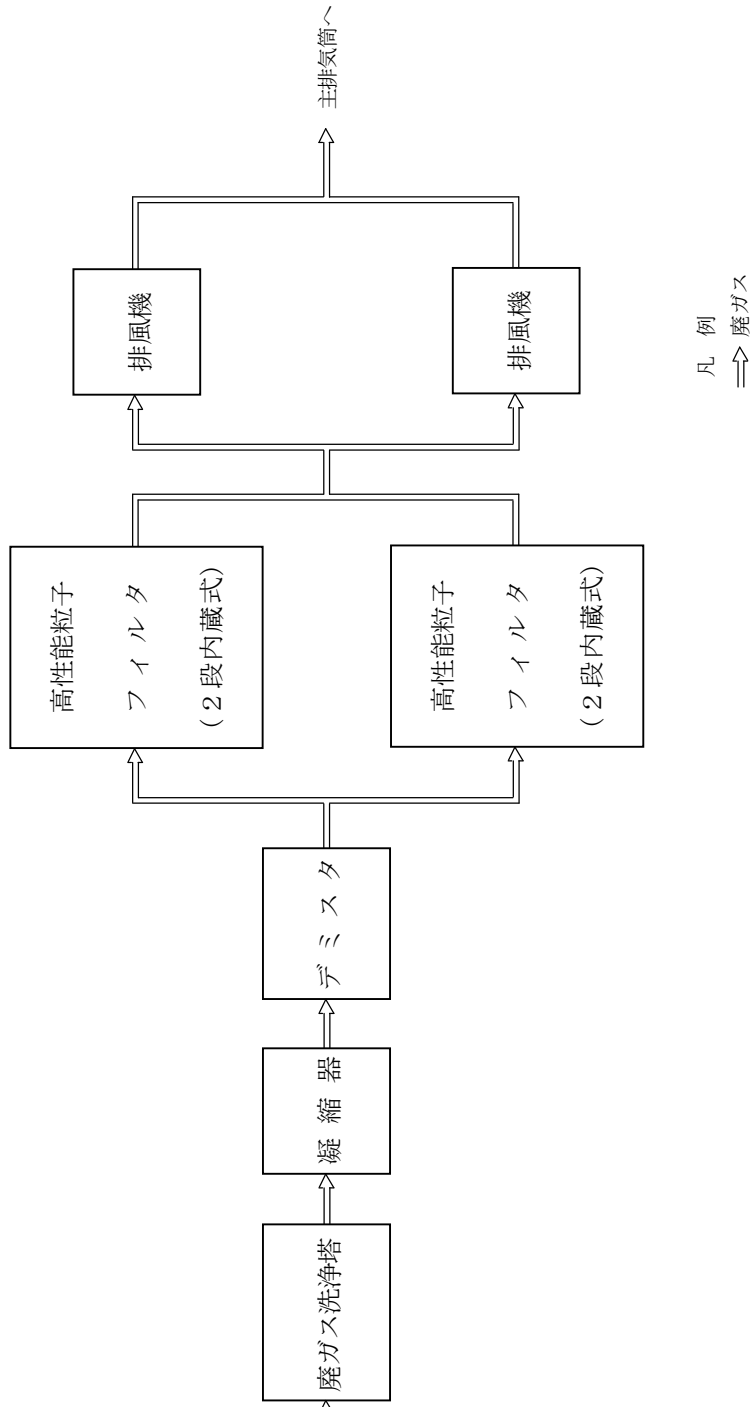 廃ガス洗浄塔
凝縮器
デミスタ
高性能粒子
フィルタ
(2段内蔵式)
高性能粒子
フィルタ
(2段内蔵式)
排風機
排風機
主排気筒へ
凡例
廃ガス